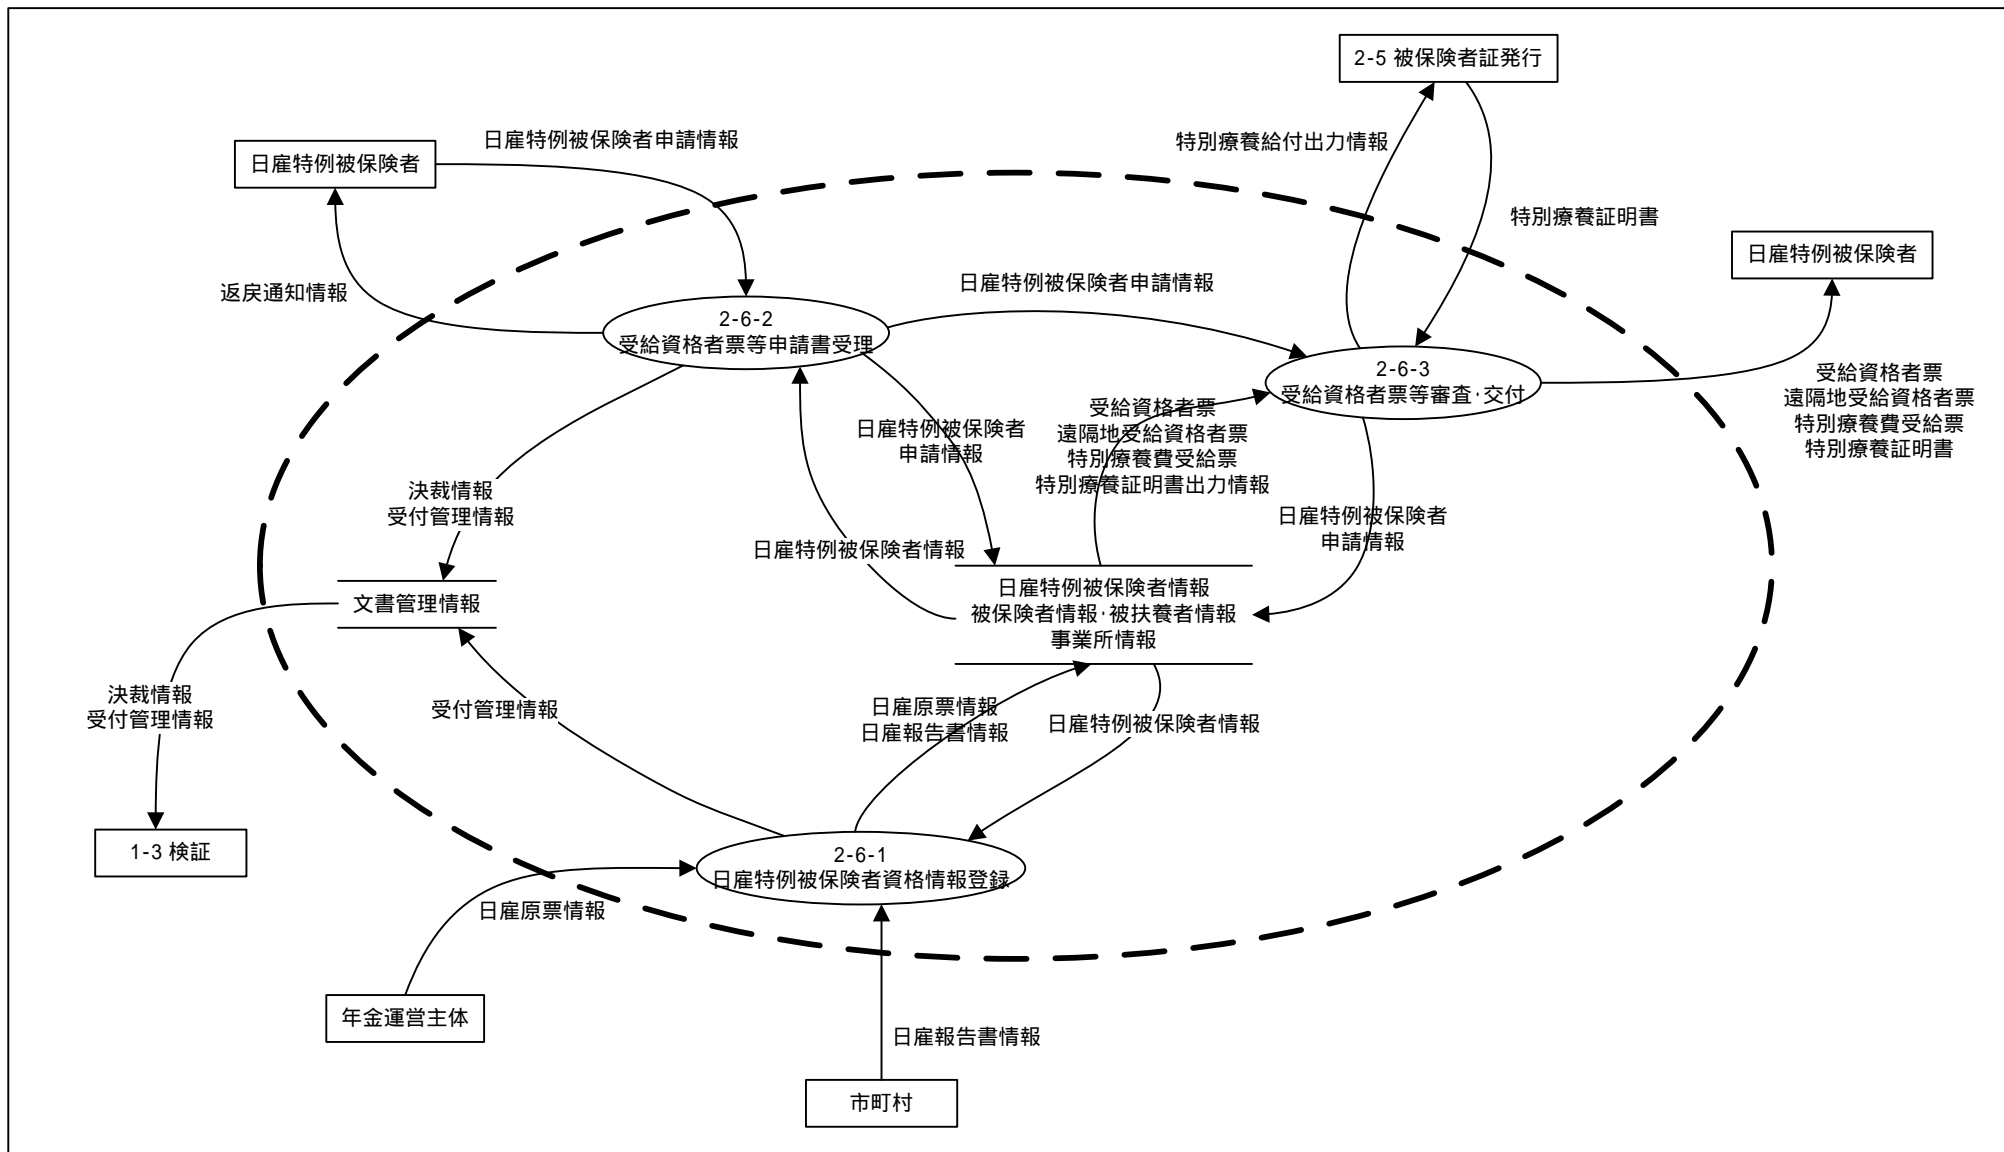 2-5 被保険者証発行
日雇特例被保険者申請情報
特別療養給付出力情報
日雇特例被保険者
特別療養証明書
日雇特例被保険者
日雇特例被保険者申請情報
返戻通知情報
2-6-2
受給資格者票等申請書受理
2-6-3
受給資格者票等審査･交付
受給資格者票
遠隔地受給資格者票
特別療養費受給票
特別療養証明書
受給資格者票
遠隔地受給資格者票
特別療養費受給票
特別療養証明書出力情報
日雇特例被保険者
申請情報
決裁情報
受付管理情報
日雇特例被保険者
申請情報
日雇特例被保険者情報
文書管理情報
日雇特例被保険者情報
被保険者情報･被扶養者情報
事業所情報
決裁情報
受付管理情報
受付管理情報
日雇原票情報
日雇報告書情報
日雇特例被保険者情報
1-3 検証
2-6-1
日雇特例被保険者資格情報登録
日雇原票情報
年金運営主体
日雇報告書情報
市町村